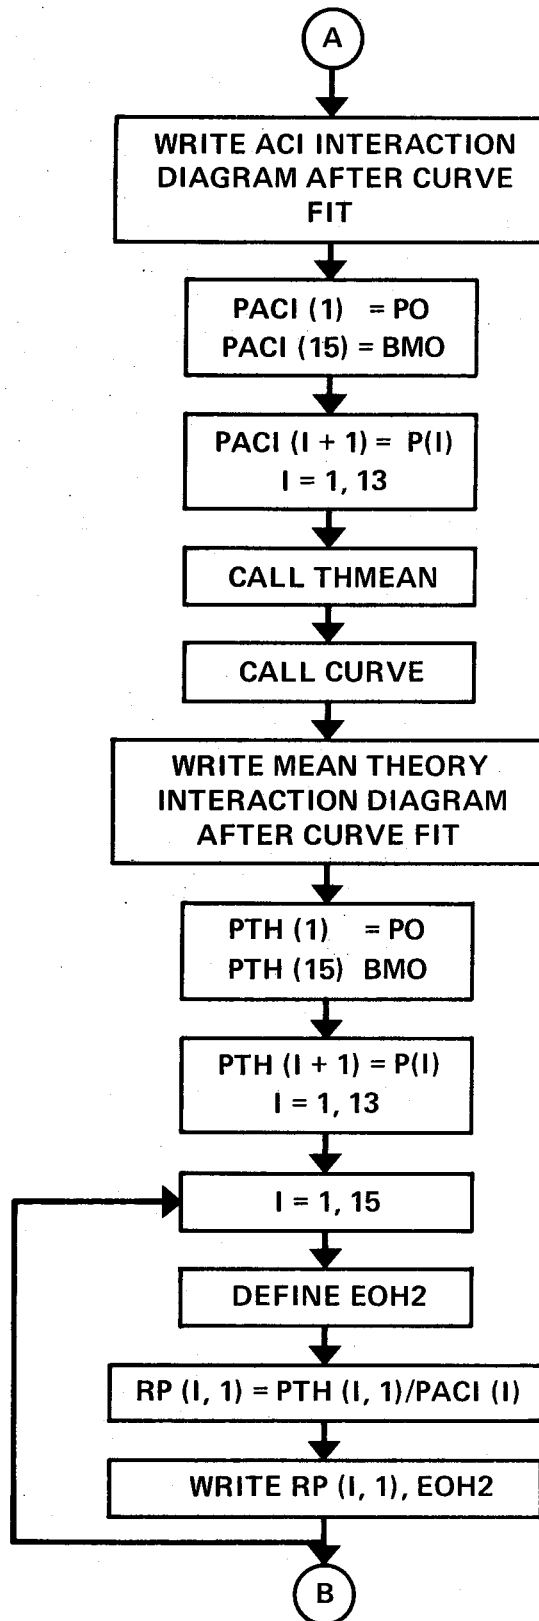 A
WRITE ACI INTERACTION
DIAGRAM AFTER CURVE
FIT
PACI (1) = PO
PACI (15) = BMO
PACI (I + 1) = P(I)
I = 1, 13
CALL THMEAN
CALL CURVE
WRITE MEAN THEORY
INTERACTION DIAGRAM
AFTER CURVE FIT
PTH (1) = PO
PTH (15) BMO
PTH (I + 1) = P(I)
I = 1, 13
I = 1, 15
DEFINE EOH2
RP (I, 1) = PTH (I, 1)/PACI (I)
WRITE RP (I, 1), EOH2
B